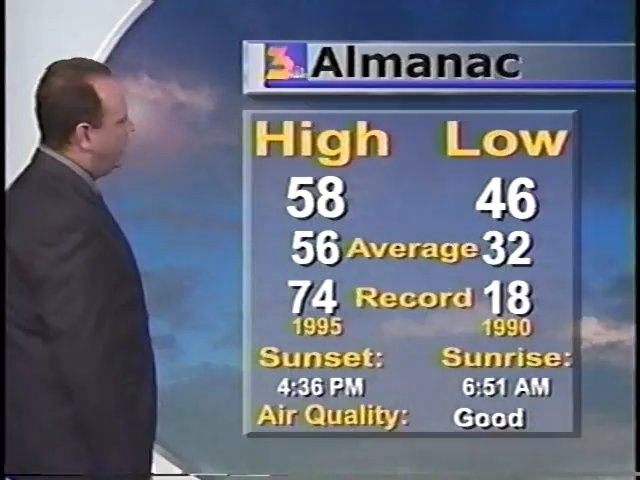 3 Almanac
High Low
58 46
56 Average 32
74 Record 18
1995 1990
Sunset: Sunrise:
4:36 PM 6:51 AM
Air Quality: Good